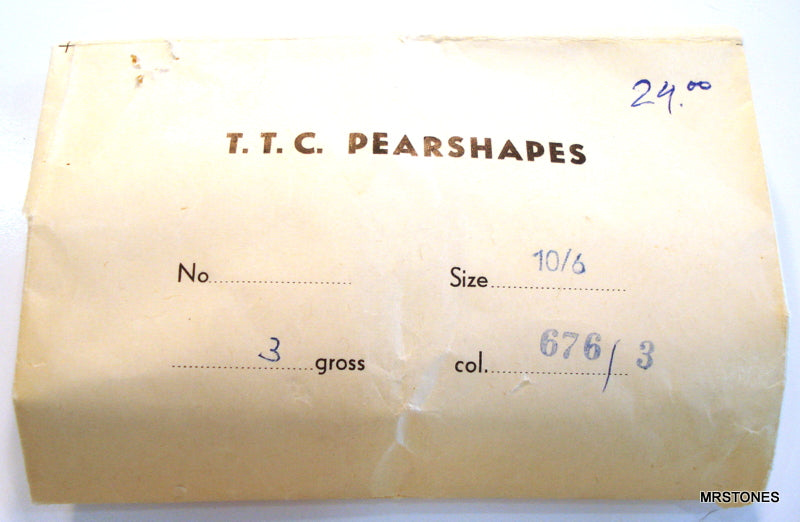 24.00
T. T. C. PEARSHAPES
No.................... Size 10/6
3 gross col. 676/3
MRSTONES